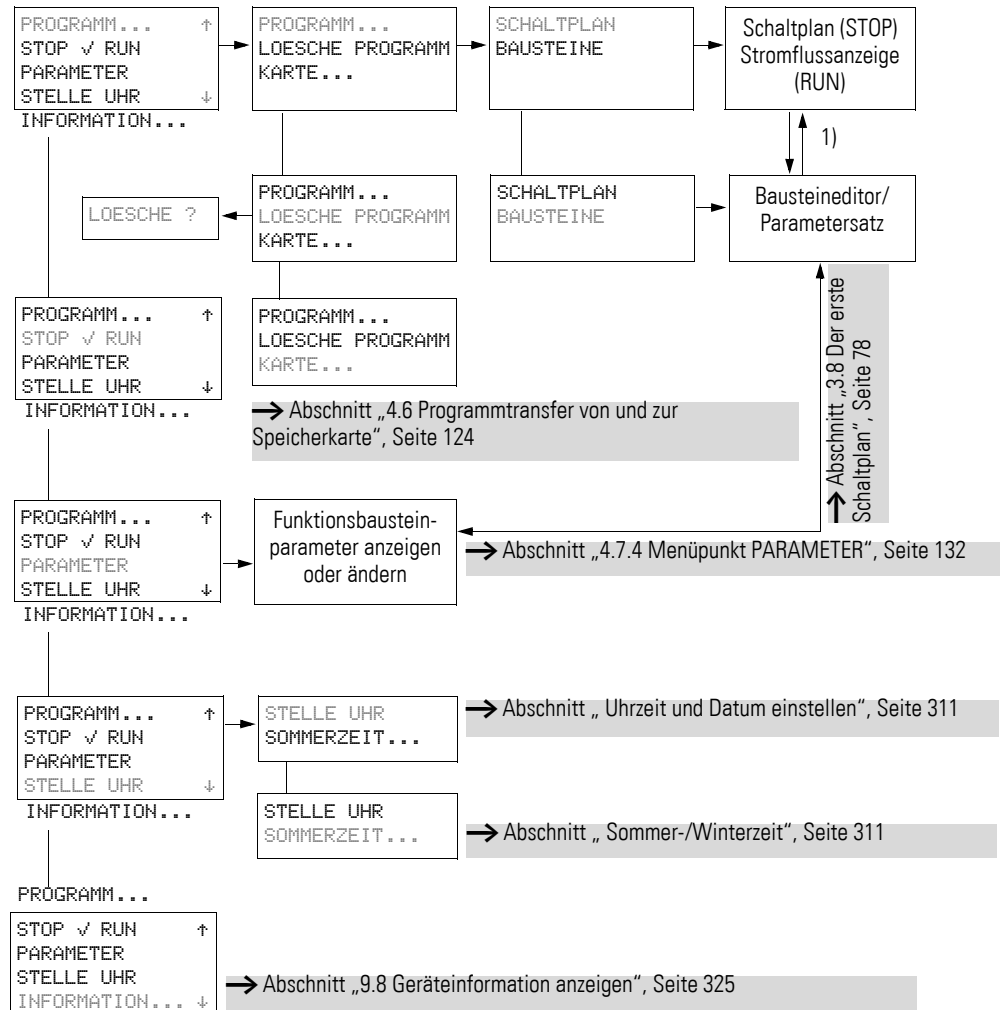 PROGRAMM... ↑
STOP √ RUN
PARAMETER
STELLE UHR ↓
INFORMATION...
PROGRAMM...
LOESCHE PROGRAMM
KARTE...
SCHALTPLAN
BAUSTEINE
Schaltplan (STOP)
Stromflussanzeige
(RUN)
1)
LOESCHE ?
PROGRAMM...
LOESCHE PROGRAMM
KARTE...
SCHALTPLAN
BAUSTEINE
Bausteineditor/
Parametersatz
→ Abschnitt „3.8 Der erste
Schaltplan“, Seite 78
PROGRAMM... ↑
STOP √ RUN
PARAMETER
STELLE UHR ↓
INFORMATION...
PROGRAMM...
LOESCHE PROGRAMM
KARTE...
→ Abschnitt „4.6 Programmtransfer von und zur
Speicherkarte“, Seite 124
PROGRAMM... ↑
STOP √ RUN
PARAMETER
STELLE UHR ↓
INFORMATION...
Funktionsbaustein-
parameter anzeigen
oder ändern
→ Abschnitt „4.7.4 Menüpunkt PARAMETER“, Seite 132
PROGRAMM... ↑
STOP √ RUN
PARAMETER
STELLE UHR ↓
INFORMATION...
STELLE UHR
SOMMERZEIT...
→ Abschnitt „ Uhrzeit und Datum einstellen“, Seite 311
STELLE UHR
SOMMERZEIT...
→ Abschnitt „ Sommer-/Winterzeit“, Seite 311
PROGRAMM...
STOP √ RUN ↑
PARAMETER
STELLE UHR
INFORMATION... ↓
→ Abschnitt „9.8 Geräteinformation anzeigen“, Seite 325